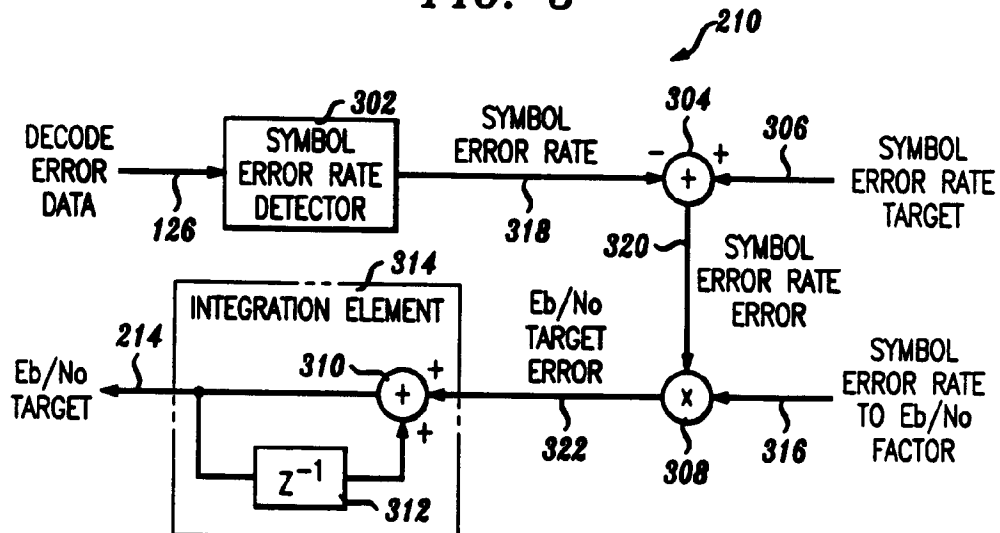 210
302
304
DECODE
ERROR
DATA
126
SYMBOL
ERROR RATE
DETECTOR
SYMBOL
ERROR RATE
318
-
+
+
306
SYMBOL
ERROR RATE
TARGET
320
SYMBOL
ERROR RATE
ERROR
314
INTEGRATION ELEMENT
214
Eb/No
TARGET
310
+
+
+
Z⁻¹
312
Eb/No
TARGET
ERROR
322
X
308
316
SYMBOL
ERROR RATE
TO Eb/No
FACTOR